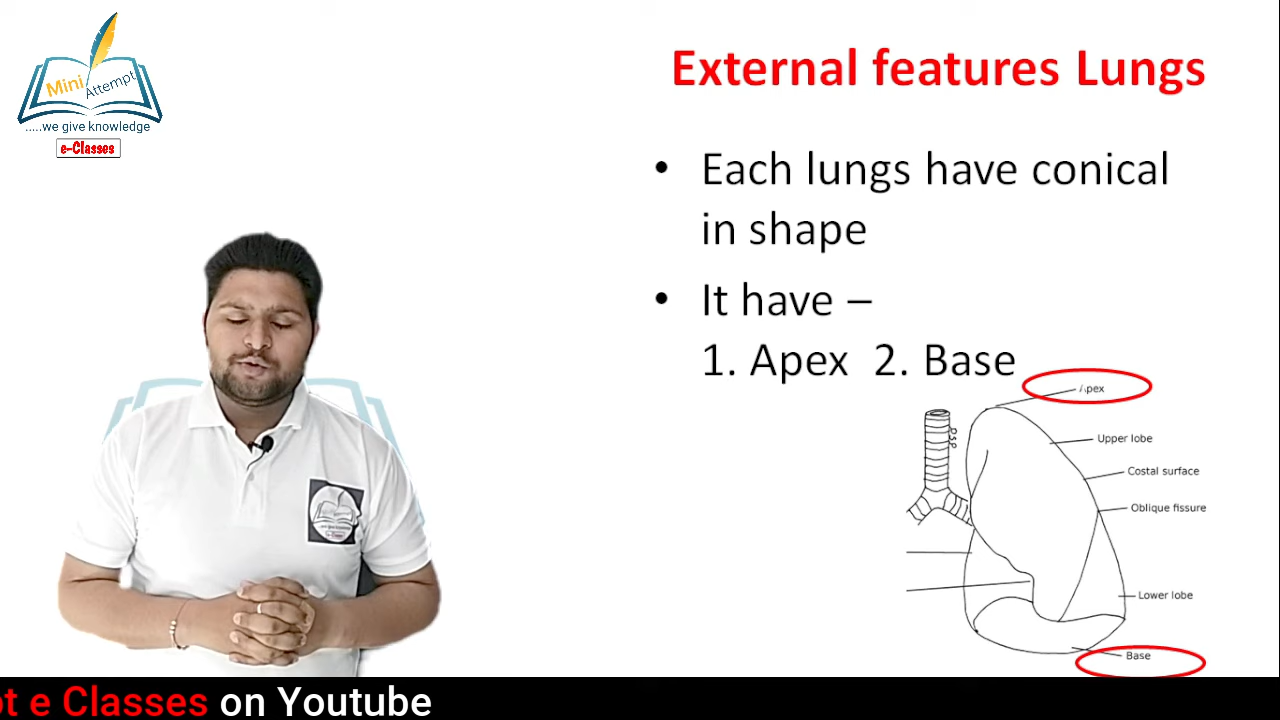 Mini
Attempt
.....we give knowledge
e-Classes
External features Lungs
• Each lungs have conical
in shape
• It have –
1. Apex 2. Base
Apex
Upper lobe
Costal surface
Oblique fissure
Lower lobe
Base
e Classes on Youtube